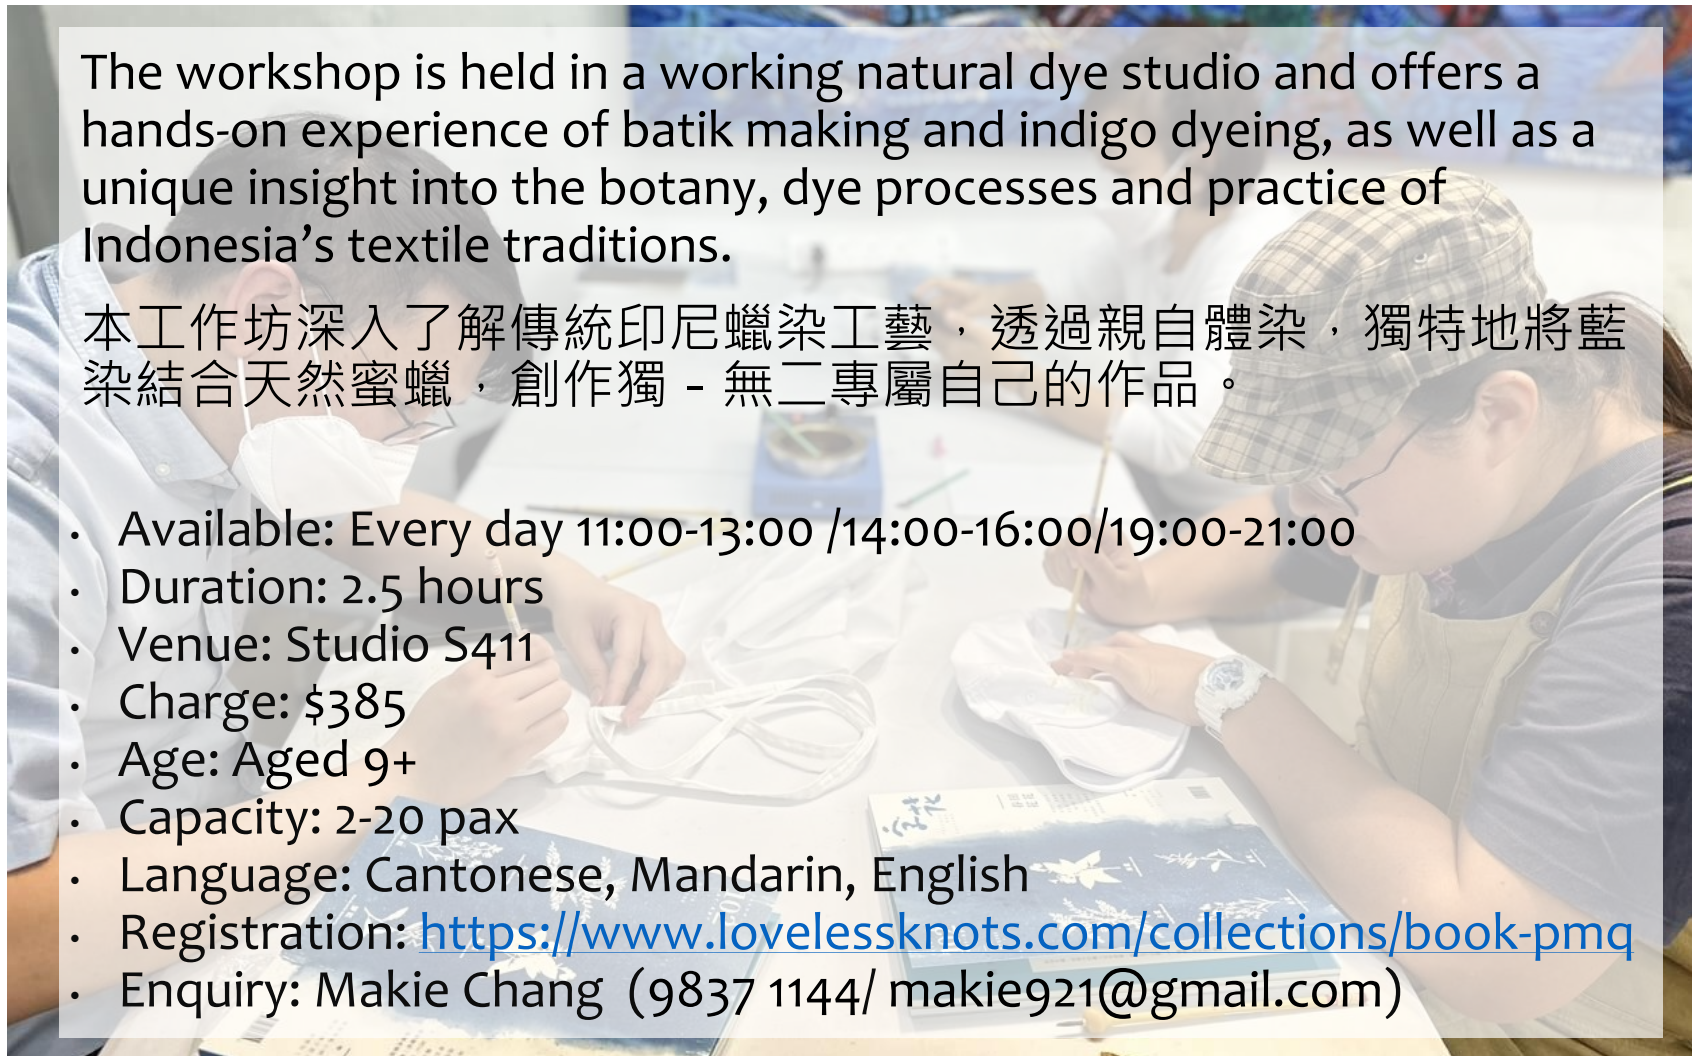 The workshop is held in a working natural dye studio and offers a
hands-on experience of batik making and indigo dyeing, as well as a
unique insight into the botany, dye processes and practice of
Indonesia’s textile traditions.
本工作坊深入了解傳統印尼蠟染工藝，透過親自體染，獨特地將藍
染結合天然蜜蠟，創作獨－無二專屬自己的作品。
• Available: Every day 11:00-13:00 /14:00-16:00/19:00-21:00
• Duration: 2.5 hours
• Venue: Studio S411
• Charge: $385
• Age: Aged 9+
• Capacity: 2-20 pax
• Language: Cantonese, Mandarin, English
• Registration: https://www.lovelessknots.com/collections/book-pmq
• Enquiry: Makie Chang (9837 1144/ makie921@gmail.com)